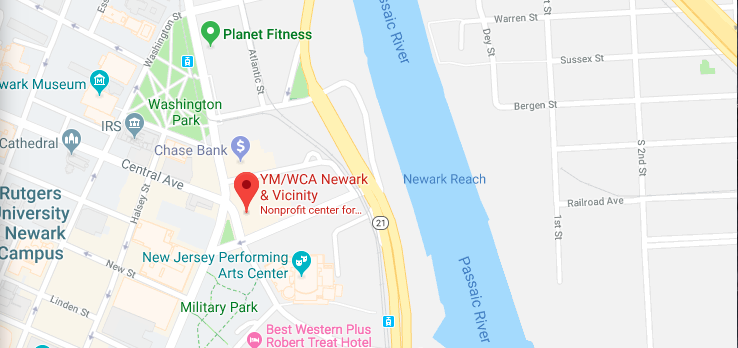 Washington St
Planet Fitness
Passaic River
Warren St
Dey St
Sussex St
Atlantic St
wark Museum
Washington
Park
Bergen St
IRS
Cathedral
Chase Bank
S 2nd St
Central Ave
YM/WCA Newark
& Vicinity
Nonprofit center for...
Newark Reach
Rutgers
University
Newark
Campus
Halsey St
Railroad Ave
21
1st St
New St
New Jersey Performing
Arts Center
Passaic River
Linden St
Military Park
Best Western Plus
Robert Treat Hotel